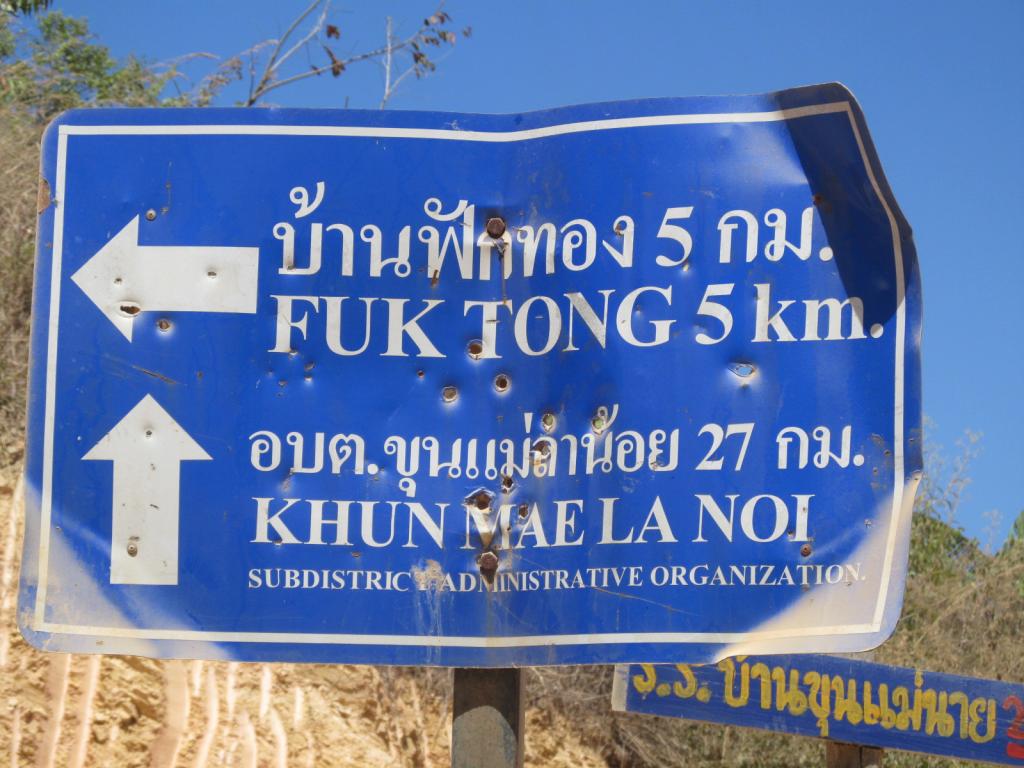 บ้านฟักทอง 5 กม.
FUK TONG 5 km.
อบต.ขุนแม่ลาน้อย 27 กม.
KHUN MAE LA NOI
SUBDISTRICT ADMINISTRATIVE ORGANIZATION.
ร.ร. บ้านขุนแม่นาย